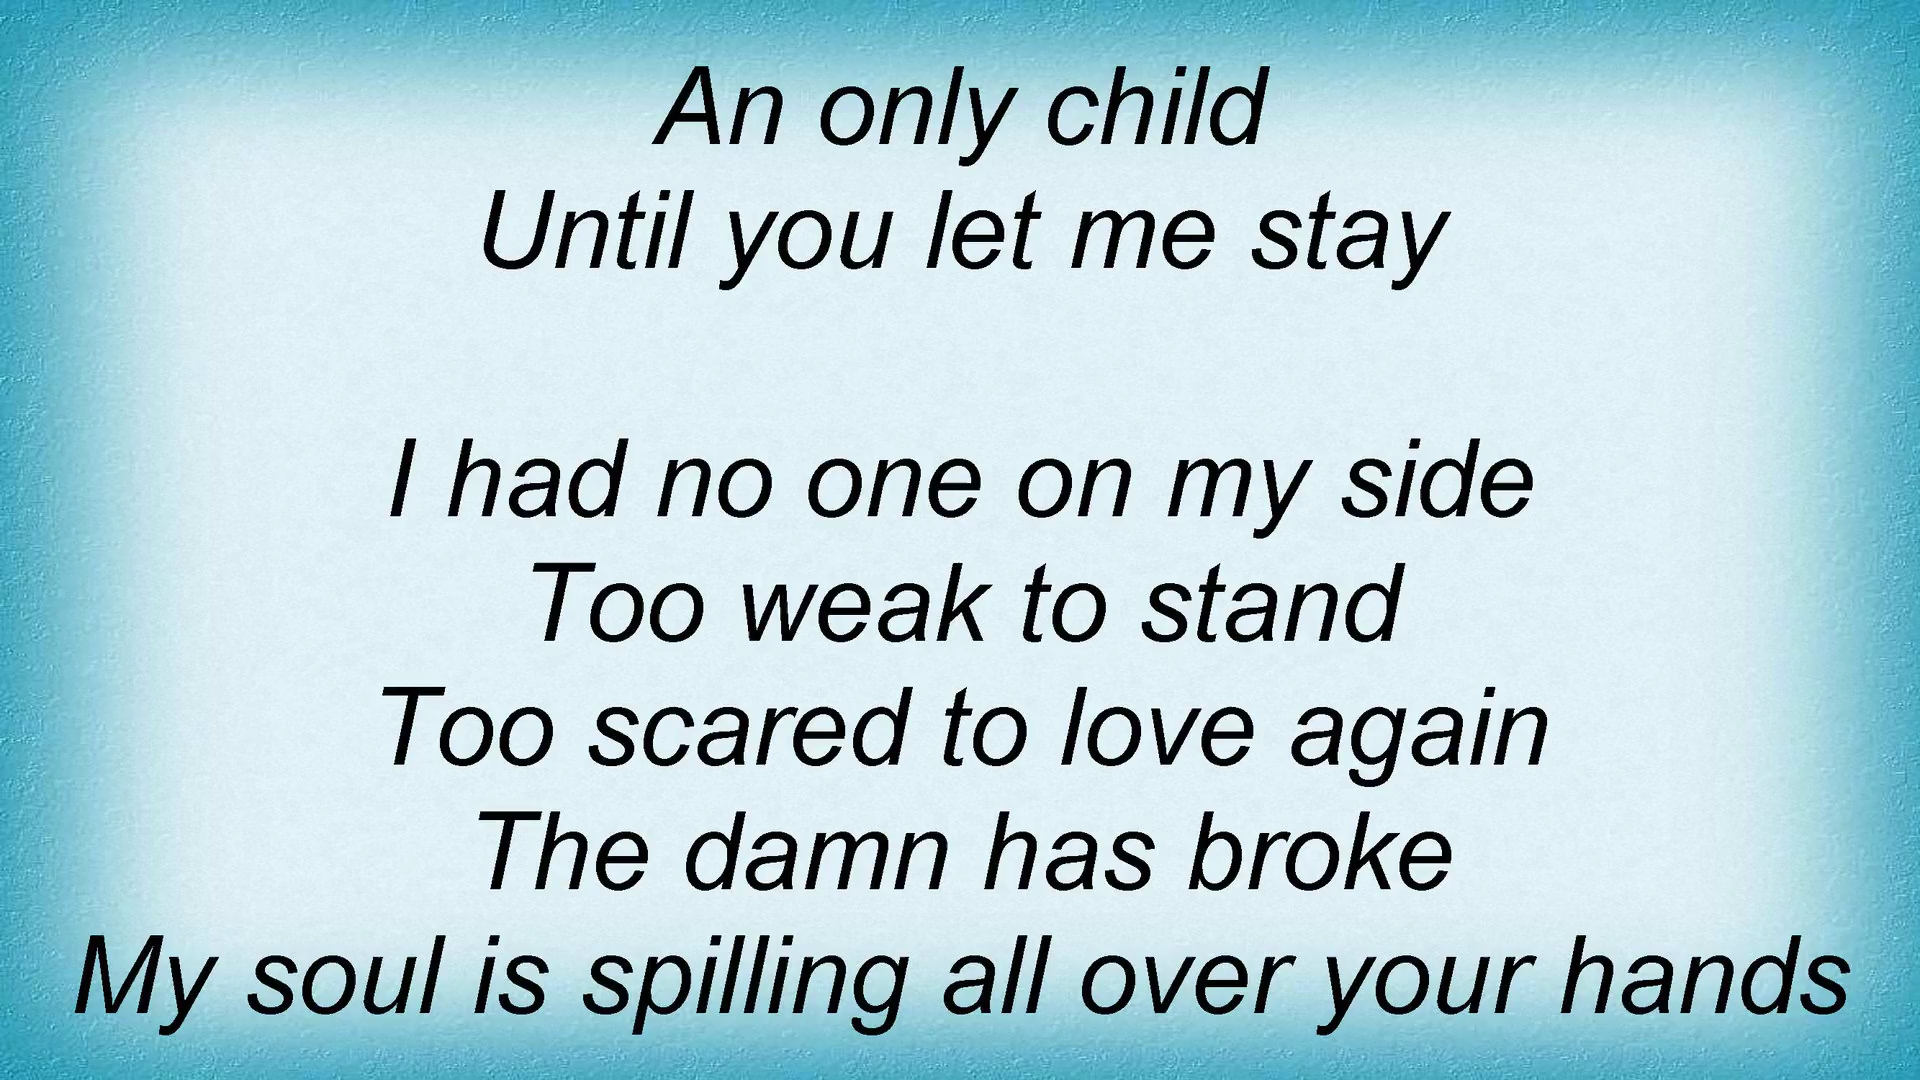 An only child
Until you let me stay
I had no one on my side
Too weak to stand
Too scared to love again
The damn has broke
My soul is spilling all over your hands